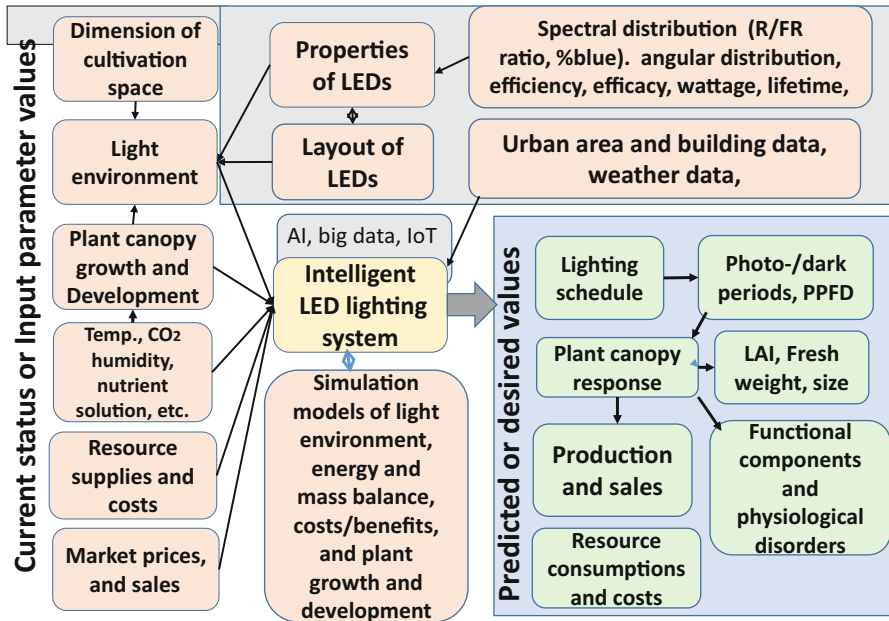 Current status or Input parameter values
Dimension of
cultivation
space
Light
environment
Plant canopy
growth and
Development
Temp., CO2
humidity,
nutrient
solution, etc.
Resource
supplies and
costs
Market prices,
and sales
Properties
of LEDs
Layout of
LEDs
Spectral distribution (R/FR
ratio, %blue). angular distribution,
efficiency, efficacy, wattage, lifetime,
Urban area and building data,
weather data,
AI, big data, IoT
Intelligent
LED lighting
system
Simulation
models of light
environment,
energy and
mass balance,
costs/benefits,
and plant
growth and
development
Predicted or desired values
Lighting
schedule
Photo-/dark
periods, PPFD
Plant canopy
response
LAI, Fresh
weight, size
Production
and sales
Functional
components
and
physiological
disorders
Resource
consumptions
and costs